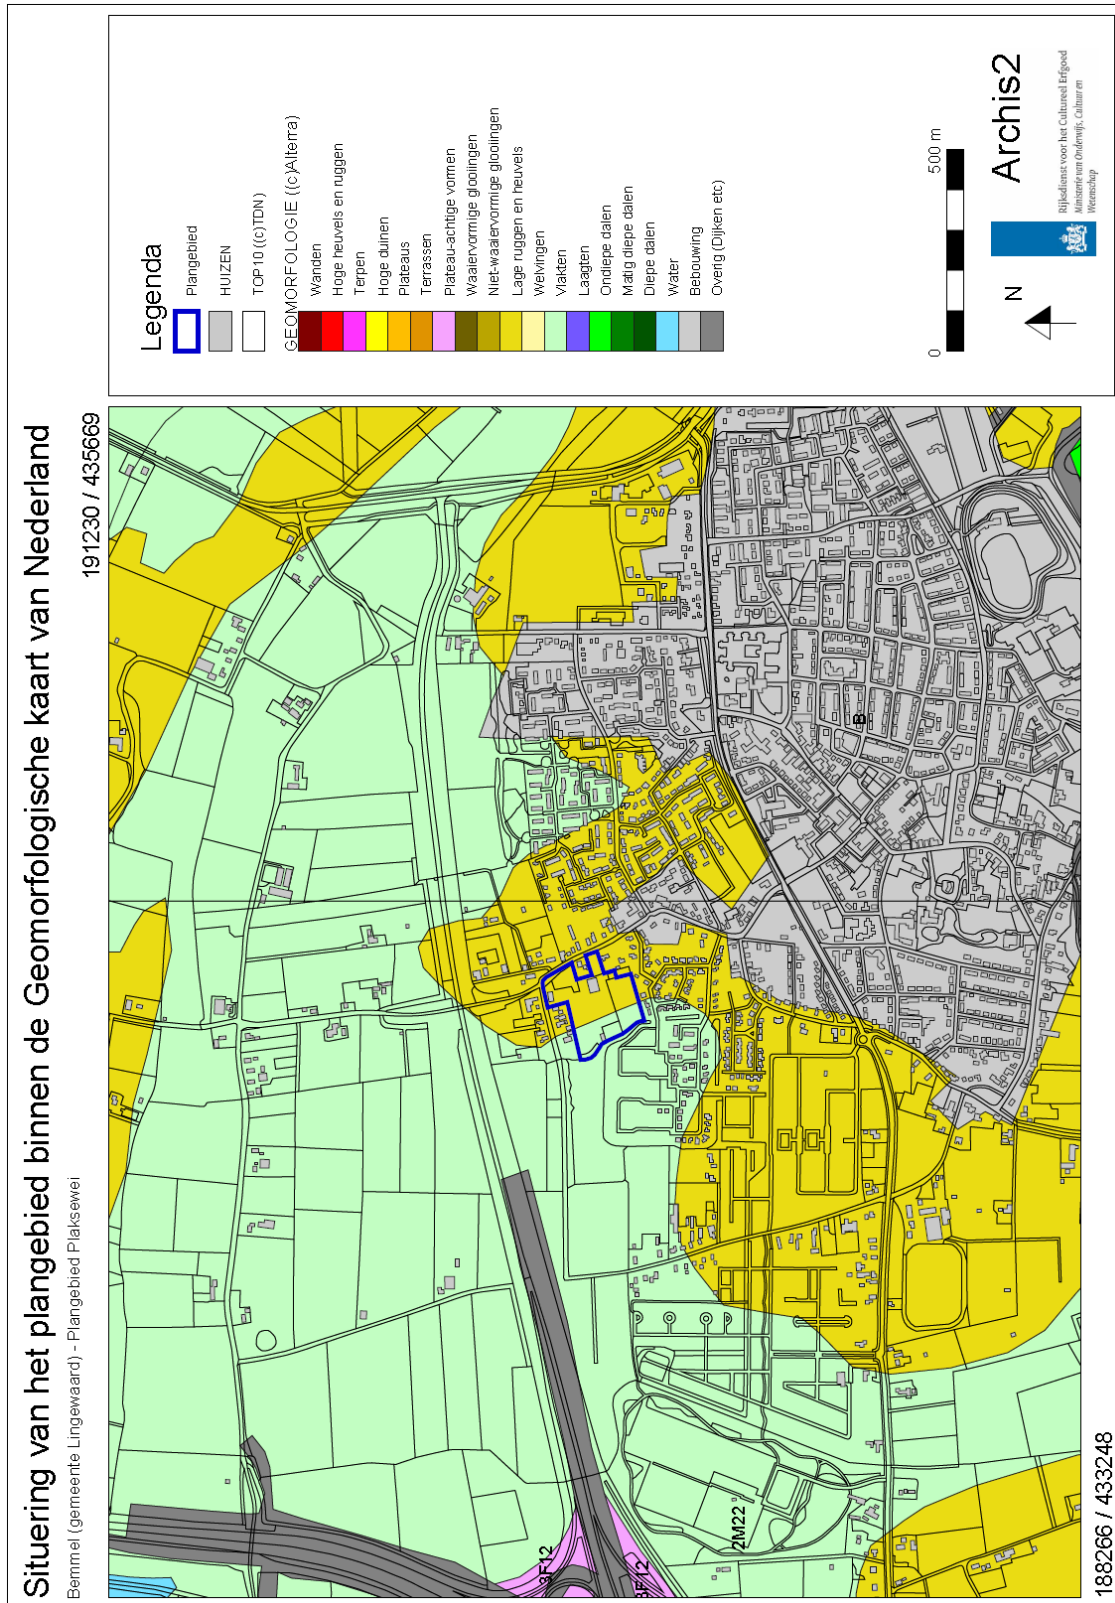 Situering van het plangebied binnen de Geomorfologische kaart van Nederland
Bemmel (gemeente Lingewaard) - Plangebied Plaksewei
191230 / 435669
3F12
3F12
2M22
B
188266 / 433248
Legenda
Plangebied
HUIZEN
TOP10 ((c)TDN)
GEOMORFOLOGIE ((c)Alterra)
Wanden
Hoge heuvels en ruggen
Terpen
Hoge duinen
Plateaus
Terrassen
Plateau-achtige vormen
Waaiervormige glooiingen
Niet-waaiervormige glooiingen
Lage ruggen en heuvels
Welvingen
Vlakten
Laagten
Ondiepe dalen
Matig diepe dalen
Diepe dalen
Water
Bebouwing
Overig (Dijken etc)
0
500 m
N
Archis2
Rijksdienst voor het Cultureel Erfgoed
Ministerie van Onderwijs, Cultuur en
Wetenschap